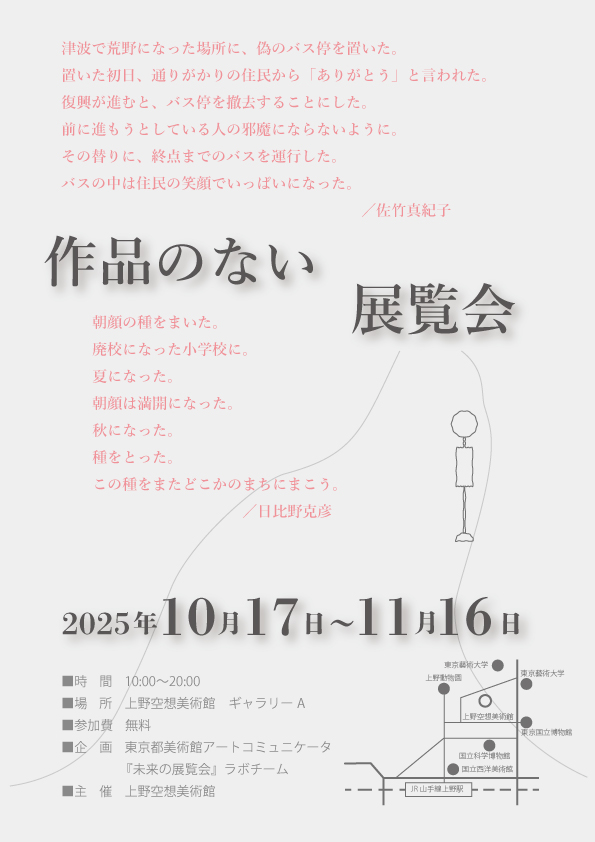 津波で荒野になった場所に、偽のバス停を置いた。
置いた初日、通りがかりの住民から「ありがとう」と言われた。
復興が進むと、バス停を撤去することにした。
前に進もうとしている人の邪魔にならないように。
その替りに、終点までのバスを運行した。
バスの中は住民の笑顔でいっぱいになった。
／佐竹真紀子
作品のない
展覧会
朝顔の種をまいた。
廃校になった小学校に。
夏になった。
朝顔は満開になった。
秋になった。
種をとった。
この種をまたどこかのまちにまこう。
／日比野克彦
2025年10月17日～11月16日
■時　間　10:00～20:00
■場　所　上野空想美術館　ギャラリー A
■参加費　無料
■企　画　東京都美術館アートコミュニケータ
『未来の展覧会』ラボチーム
■主　催　上野空想美術館
東京藝術大学
東京藝術大学
上野動物園
上野空想美術館
東京国立博物館
国立科学博物館
国立西洋美術館
JR山手線上野駅